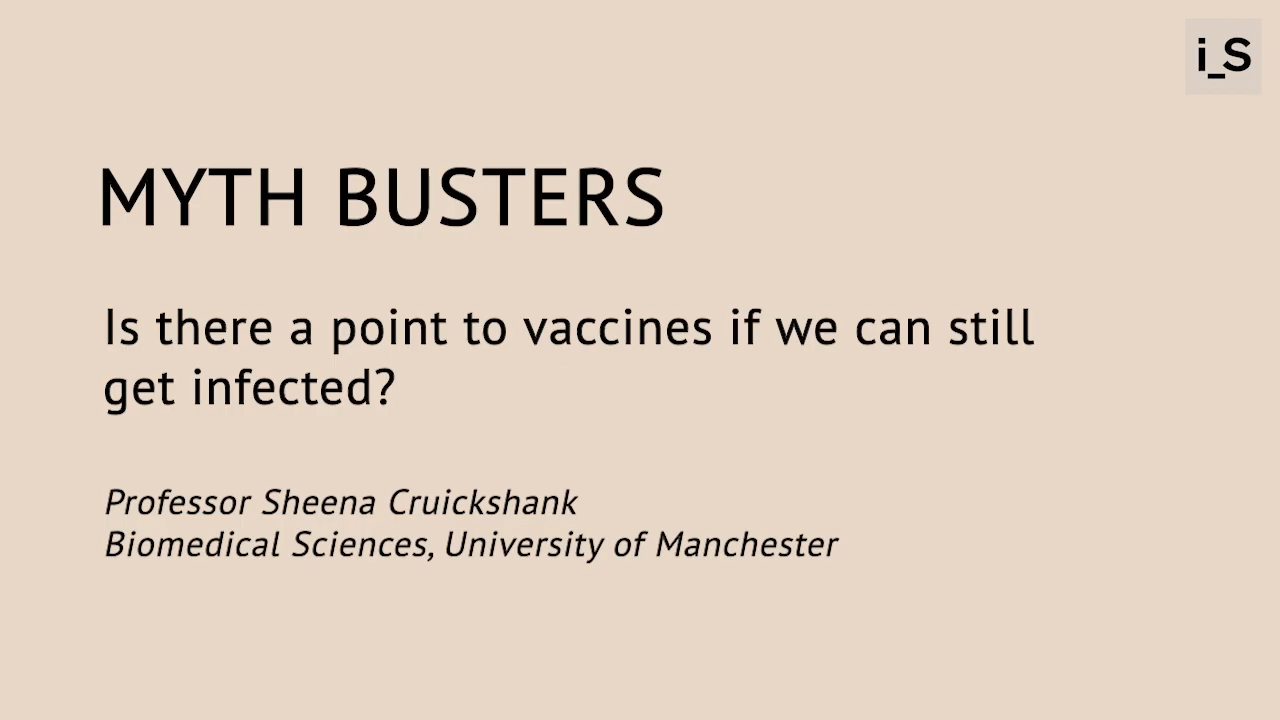 i_S
MYTH BUSTERS
Is there a point to vaccines if we can still
get infected?
Professor Sheena Cruickshank
Biomedical Sciences, University of Manchester